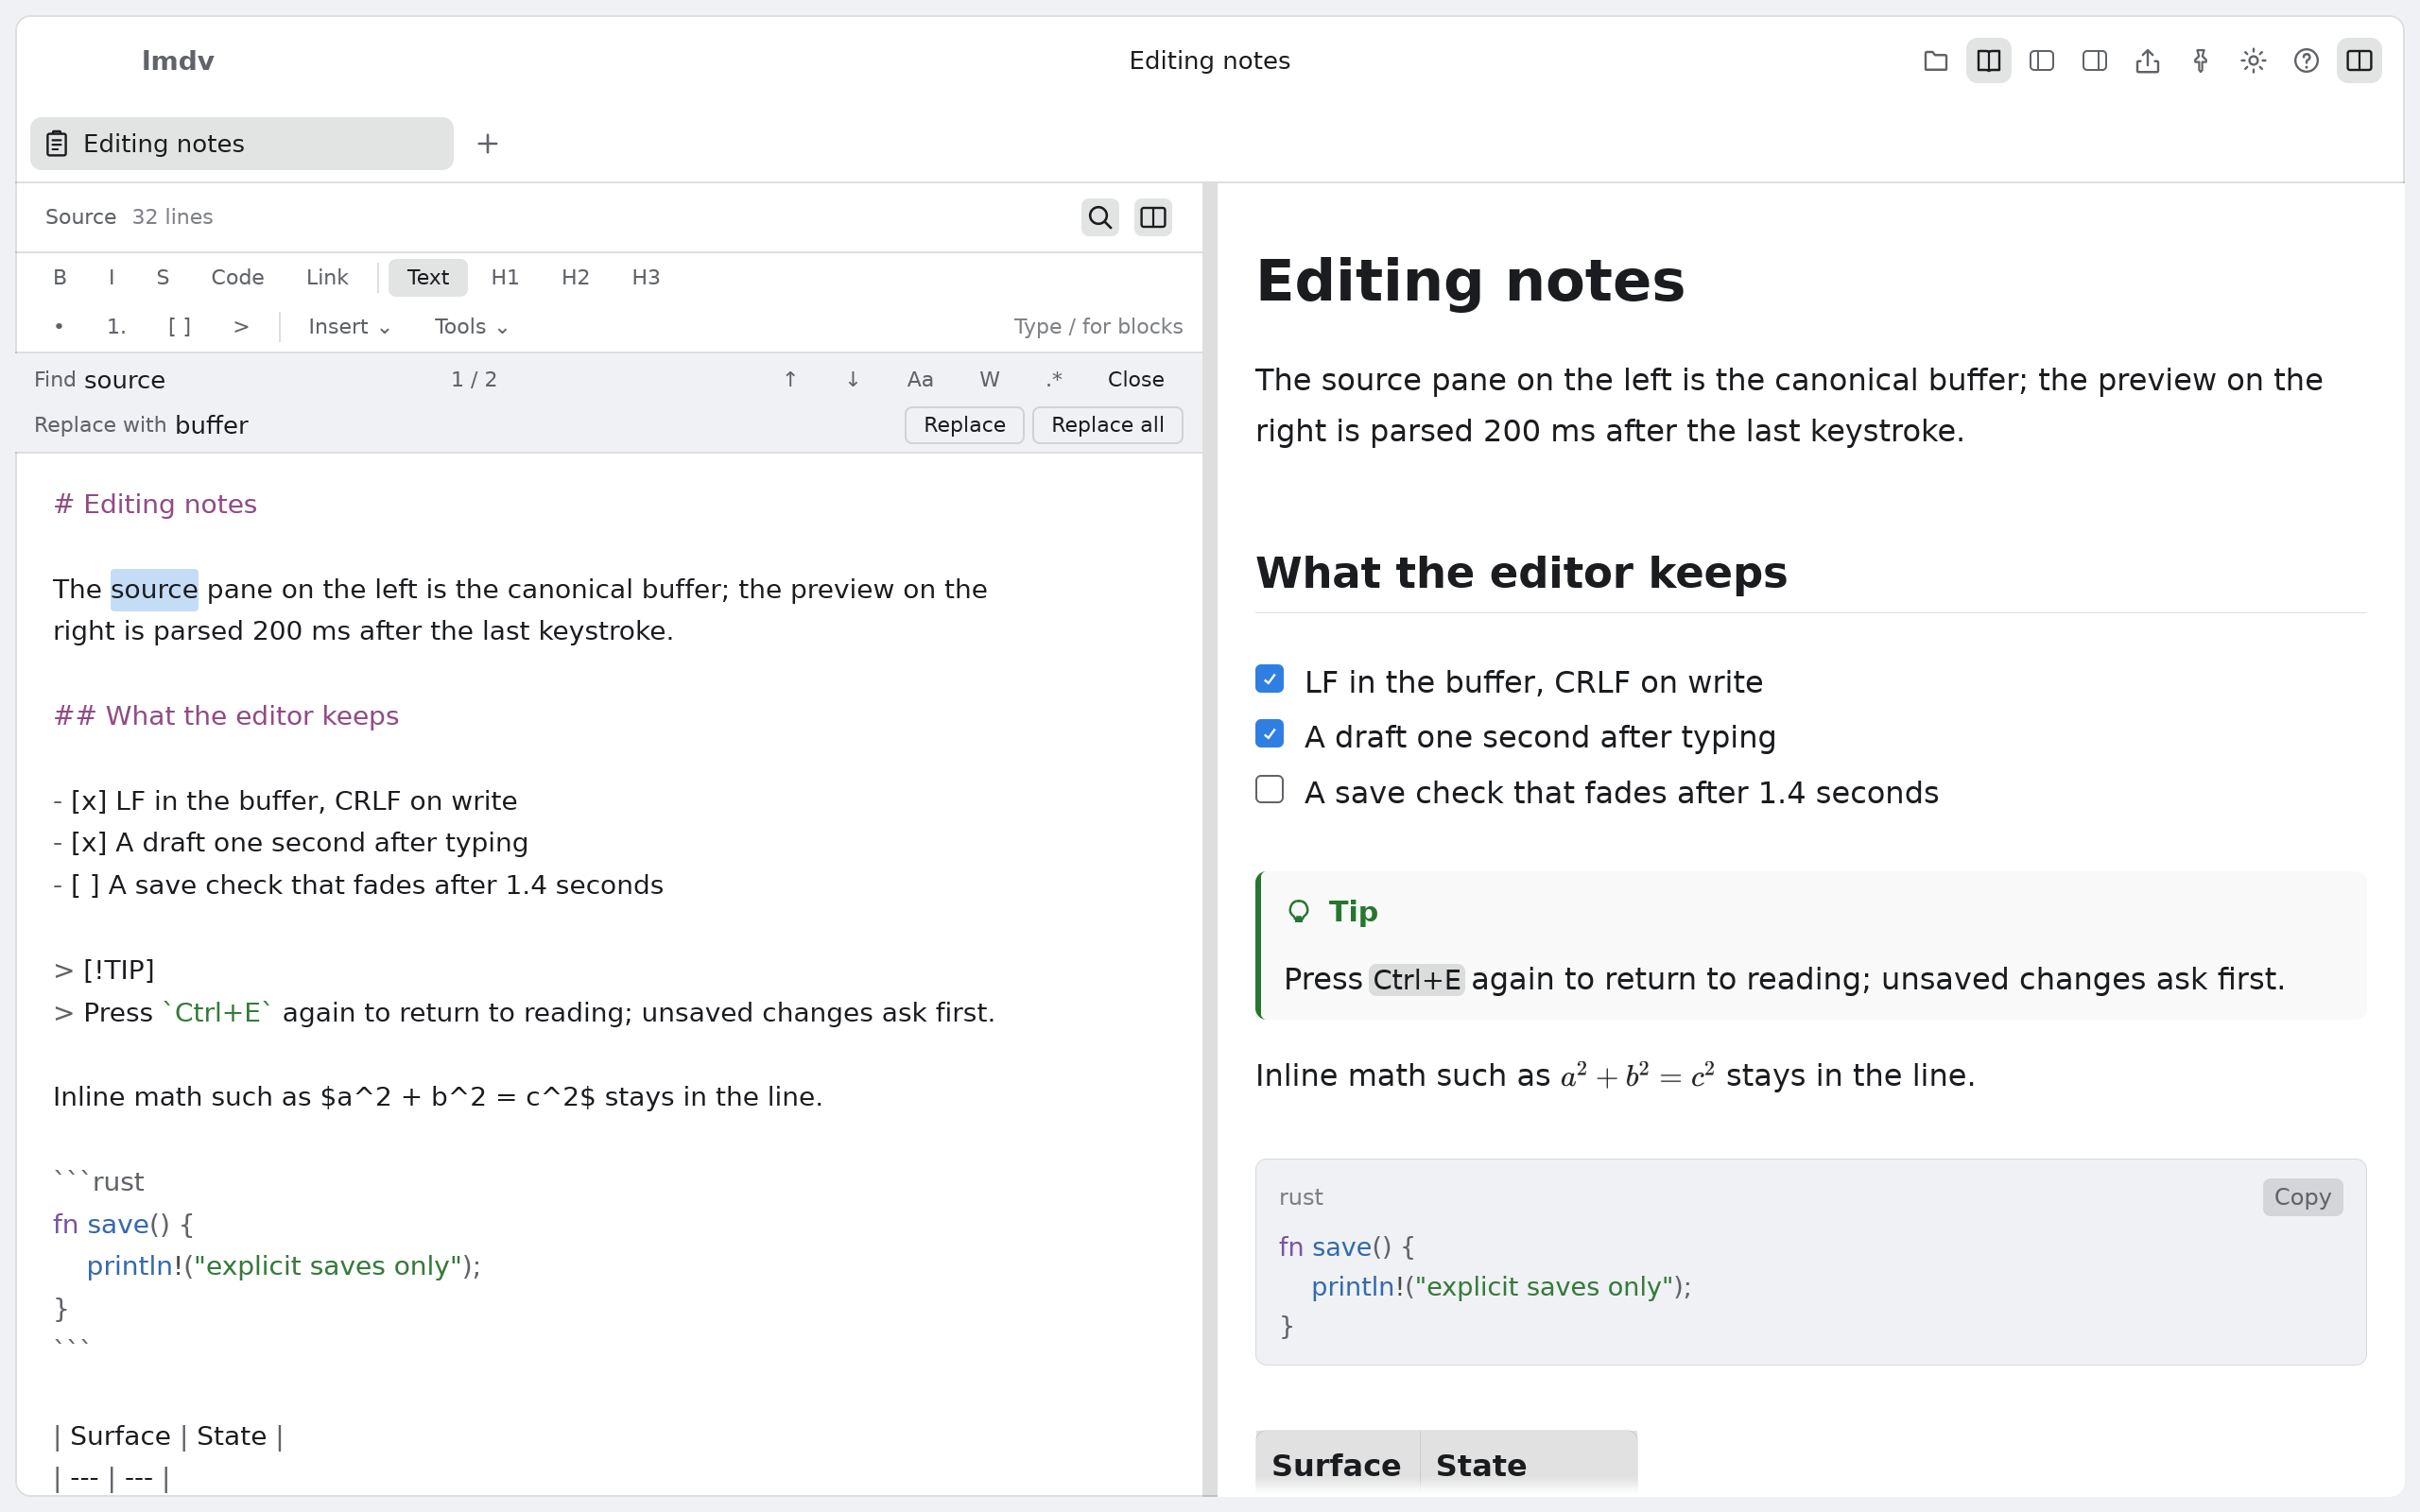 lmdv
Editing notes
Editing notes
Source 32 lines
B I S Code Link Text H1 H2 H3
• 1. [ ] > Insert ⌄ Tools ⌄ Type / for blocks
Find source 1 / 2 ↑ ↓ Aa W .* Close
Replace with buffer Replace Replace all
# Editing notes
The source pane on the left is the canonical buffer; the preview on the
right is parsed 200 ms after the last keystroke.
## What the editor keeps
- [x] LF in the buffer, CRLF on write
- [x] A draft one second after typing
- [ ] A save check that fades after 1.4 seconds
> [!TIP]
> Press `Ctrl+E` again to return to reading; unsaved changes ask first.
Inline math such as $a^2 + b^2 = c^2$ stays in the line.
```rust
fn save() {
    println!("explicit saves only");
}
```
| Surface | State |
| --- | --- |
Editing notes
The source pane on the left is the canonical buffer; the preview on the
right is parsed 200 ms after the last keystroke.
What the editor keeps
LF in the buffer, CRLF on write
A draft one second after typing
A save check that fades after 1.4 seconds
Tip
Press Ctrl+E again to return to reading; unsaved changes ask first.
Inline math such as a² + b² = c² stays in the line.
rust Copy
fn save() {
    println!("explicit saves only");
}
Surface State